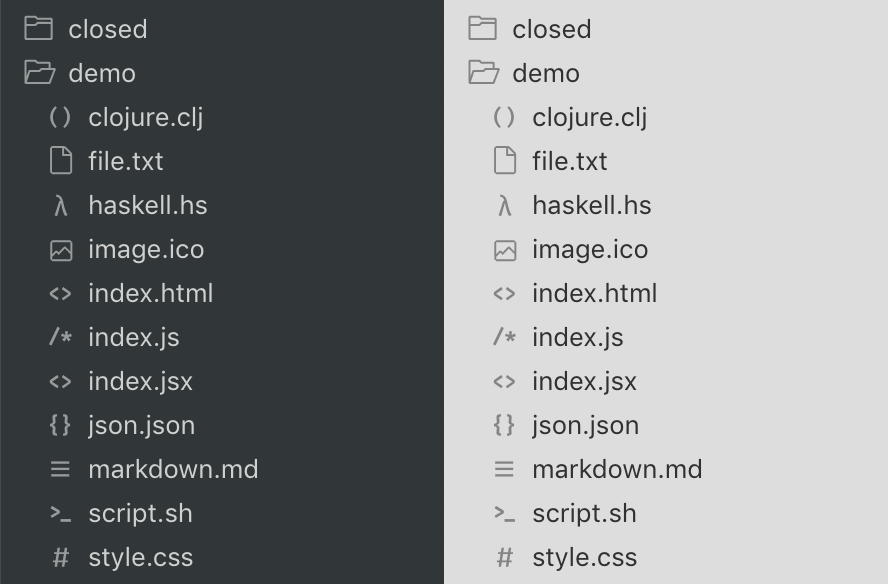 closed
demo
() clojure.clj
file.txt
λ haskell.hs
image.ico
<> index.html
/* index.js
<> index.jsx
{} json.json
markdown.md
>_ script.sh
# style.css
closed
demo
() clojure.clj
file.txt
λ haskell.hs
image.ico
<> index.html
/* index.js
<> index.jsx
{} json.json
markdown.md
>_ script.sh
# style.css